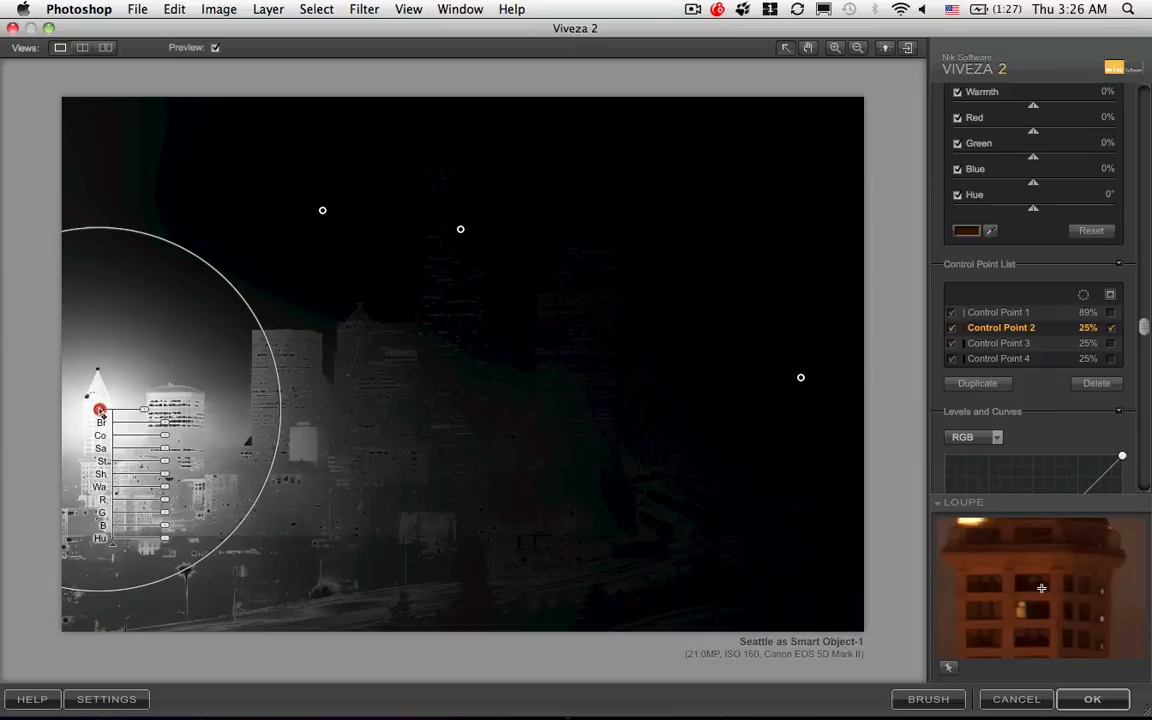 Photoshop File Edit Image Layer Select Filter View Window Help (1:27) Thu 3:26 AM
Viveza 2
Views: Preview:
Nik Software
VIVEZA 2
Warmth 0%
Red 0%
Green 0%
Blue 0%
Hue 0°
Reset
Control Point List
Control Point 1 89%
Control Point 2 25%
Control Point 3 25%
Control Point 4 25%
Duplicate Delete
Levels and Curves
RGB
LOUPE
Br
Co
Sa
St
Sh
Wa
R
G
B
Hu
Seattle as Smart Object-1
(21.0MP, ISO 160, Canon EOS 5D Mark II)
HELP SETTINGS BRUSH CANCEL OK